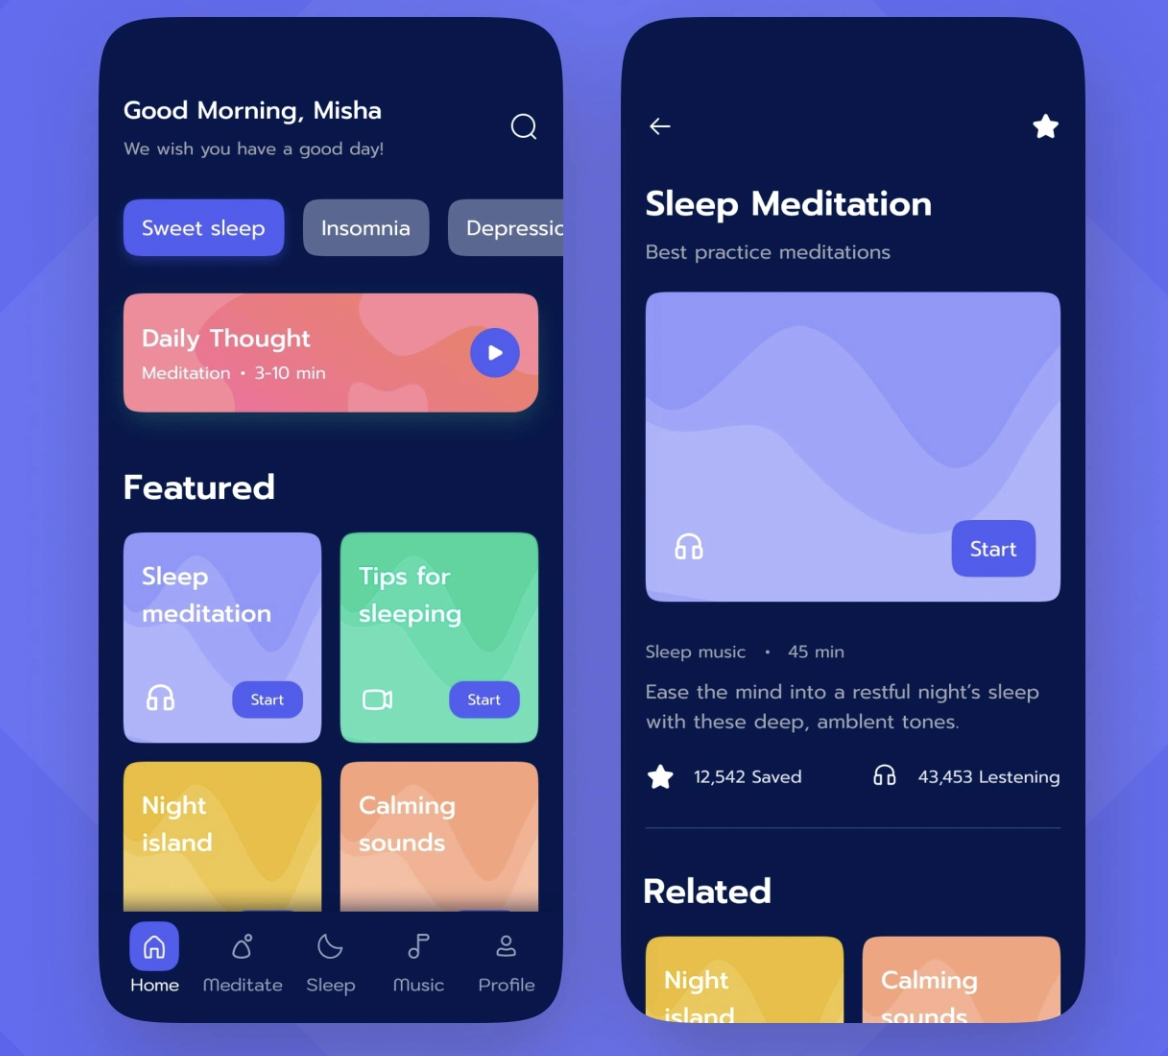 Good Morning, Misha
We wish you have a good day!
Sweet sleep
Insomnia
Depressic
Daily Thought
Meditation • 3-10 min
Featured
Sleep
meditation
Start
Tips for
sleeping
Start
Night
island
Calming
sounds
Home
Meditate
Sleep
Music
Profile
Sleep Meditation
Best practice meditations
Start
Sleep music • 45 min
Ease the mind into a restful night’s sleep
with these deep, amblent tones.
12,542 Saved
43,453 Lestening
Related
Night
island
Calming
sounds